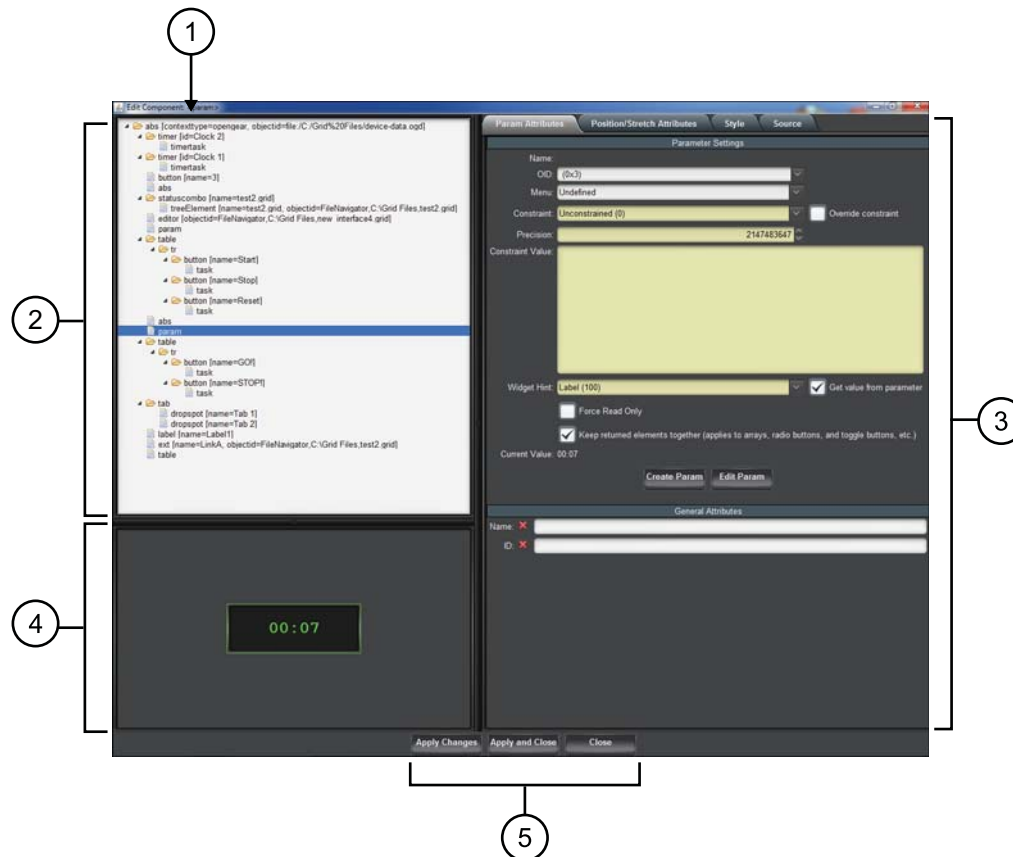 1
Edit Component: <param>
abs [contexttype=opengear, objectid=file:/C:/Grid%20Files/device-data.ogd]
timer [id=Clock 2]
timertask
timer [id=Clock 1]
timertask
button [name=3]
abs
statuscombo [name=test2.grid]
treeElement [name=test2.grid, objectid=FileNavigator,C:\Grid Files,test2.grid]
editor [objectid=FileNavigator,C:\Grid Files,new interface4.grid]
param
table
tr
button [name=Start]
task
button [name=Stop]
task
button [name=Reset]
task
abs
param
table
tr
button [name=GO!]
task
button [name=STOP!]
task
tab
dropspot [name=Tab 1]
dropspot [name=Tab 2]
label [name=Label1]
ext [name=LinkA, objectid=FileNavigator,C:\Grid Files,test2.grid]
table
2
Param Attributes Position/Stretch Attributes Style Source
Parameter Settings
Name:
OID: (0x3)
Menu: Undefined
Constraint: Unconstrained (0) Override constraint
Precision: 2147483647
Constraint Value:
Widget Hint: Label (100) Get value from parameter
Force Read Only
Keep returned elements together (applies to arrays, radio buttons, and toggle buttons, etc.)
Current Value: 00:07
Create Param Edit Param
General Attributes
Name:
ID:
3
00:07
4
Apply Changes Apply and Close Close
5